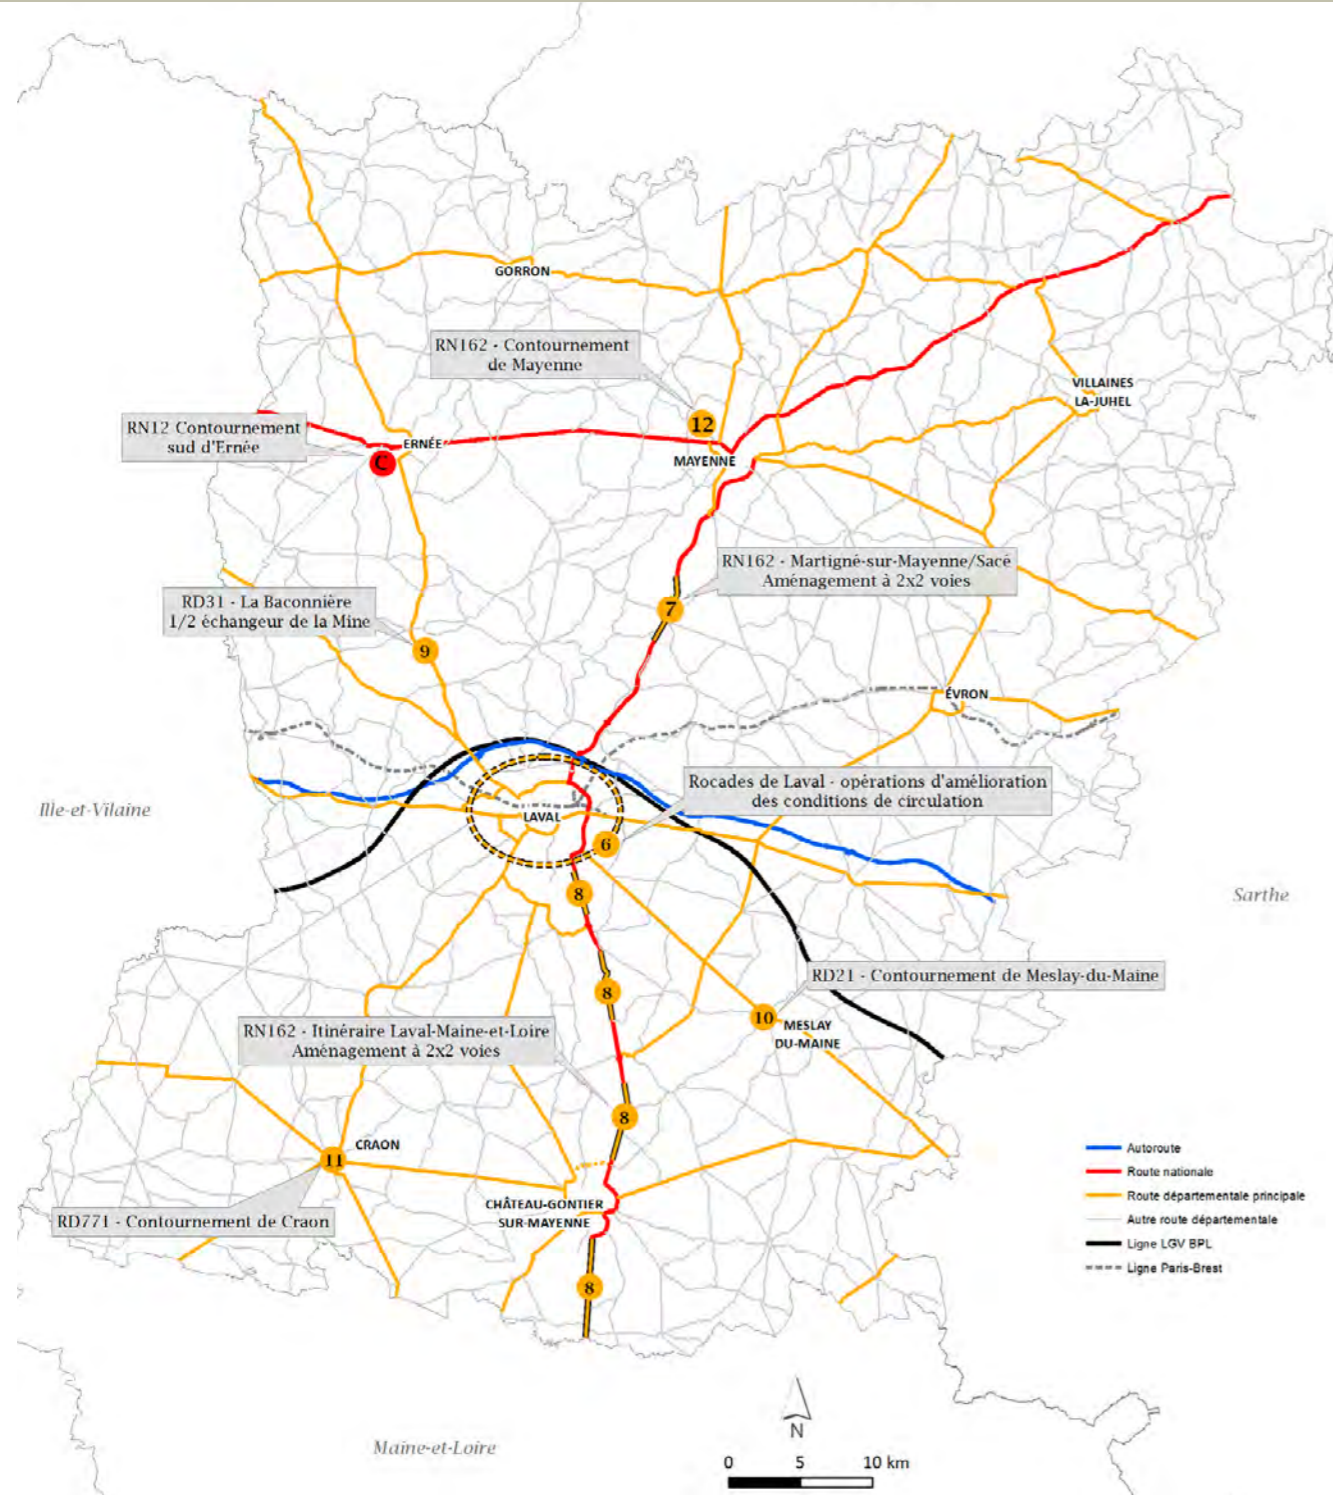 GORRON
RN162 - Contournement
de Mayenne
VILLAINES
LA-JUHEL
12
RN12 Contournement
sud d'Ernée
ERNÉE
C
MAYENNE
RN162 - Martigné-sur-Mayenne/Sacé
Aménagement à 2x2 voies
7
RD31 - La Baconnière
1/2 échangeur de la Mine
9
ÉVRON
Rocades de Laval - opérations d'amélioration
des conditions de circulation
Ille-et-Vilaine
LAVAL
6
8
Sarthe
RD21 - Contournement de Meslay-du-Maine
8
10
MESLAY
DU-MAINE
RN162 - Itinéraire Laval-Maine-et-Loire
Aménagement à 2x2 voies
8
CRAON
11
CHÂTEAU-GONTIER
SUR-MAYENNE
RD771 - Contournement de Craon
8
Autoroute
Route nationale
Route départementale principale
Autre route départementale
Ligne LGV BPL
Ligne Paris-Brest
N
Maine-et-Loire
0 5 10 km